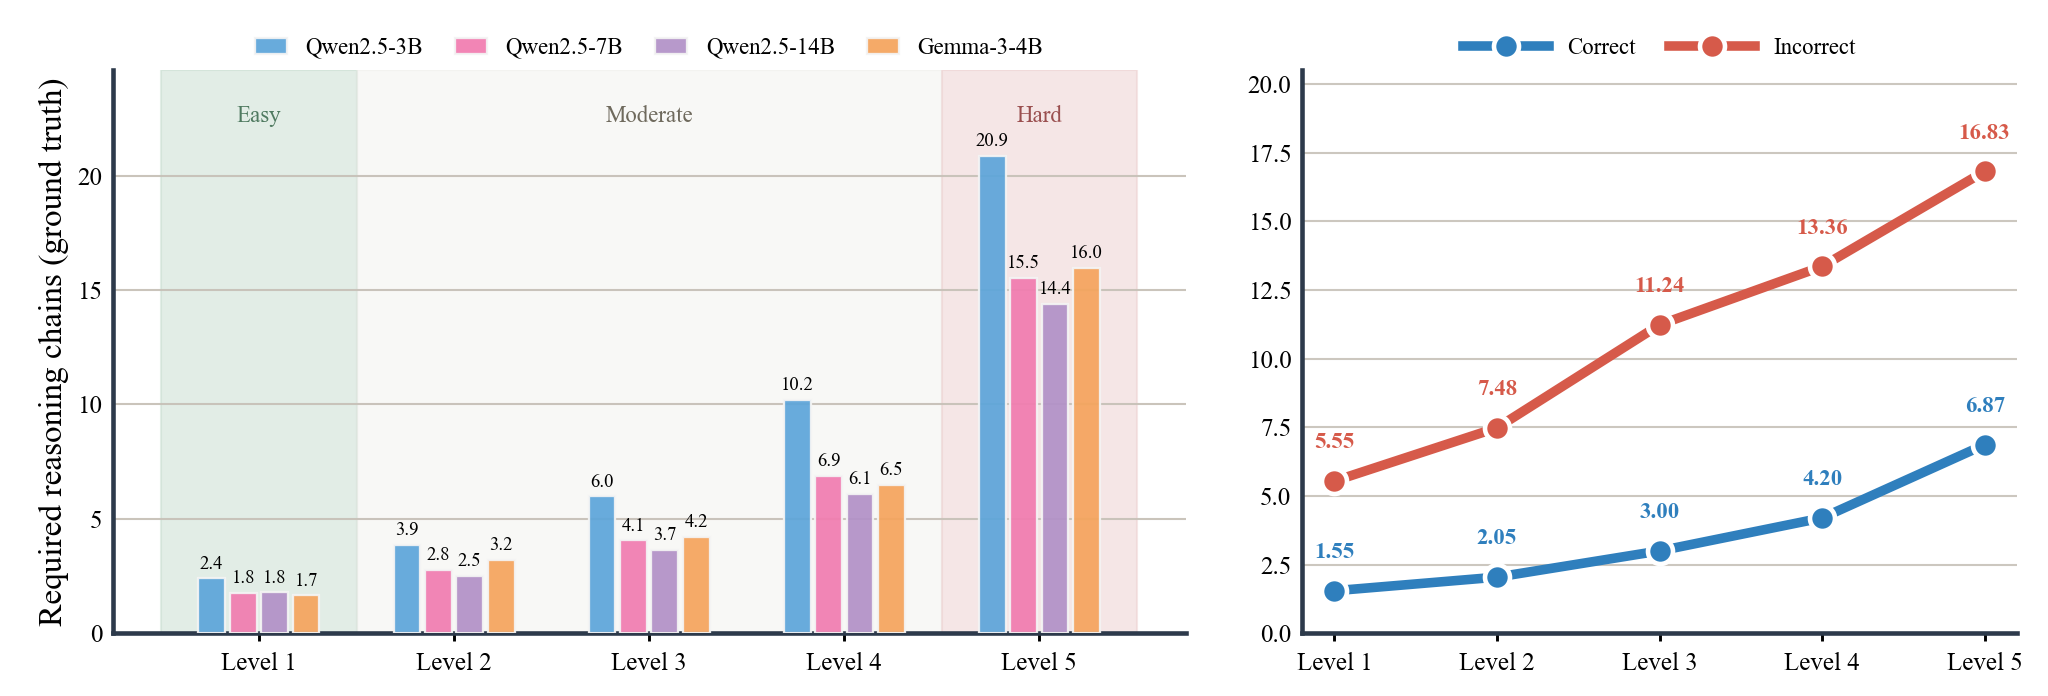 Qwen2.5-3B Qwen2.5-7B Qwen2.5-14B Gemma-3-4B
Required reasoning chains (ground truth)
Easy Moderate Hard
20
15
10
5
0
2.4 1.8 1.8 1.7
3.9 2.8 2.5 3.2
6.0 4.1 3.7 4.2
10.2 6.9 6.1 6.5
20.9 15.5 14.4 16.0
Level 1 Level 2 Level 3 Level 4 Level 5
Correct Incorrect
20.0
17.5
15.0
12.5
10.0
7.5
5.0
2.5
0.0
5.55 7.48 11.24 13.36 16.83
1.55 2.05 3.00 4.20 6.87
Level 1 Level 2 Level 3 Level 4 Level 5